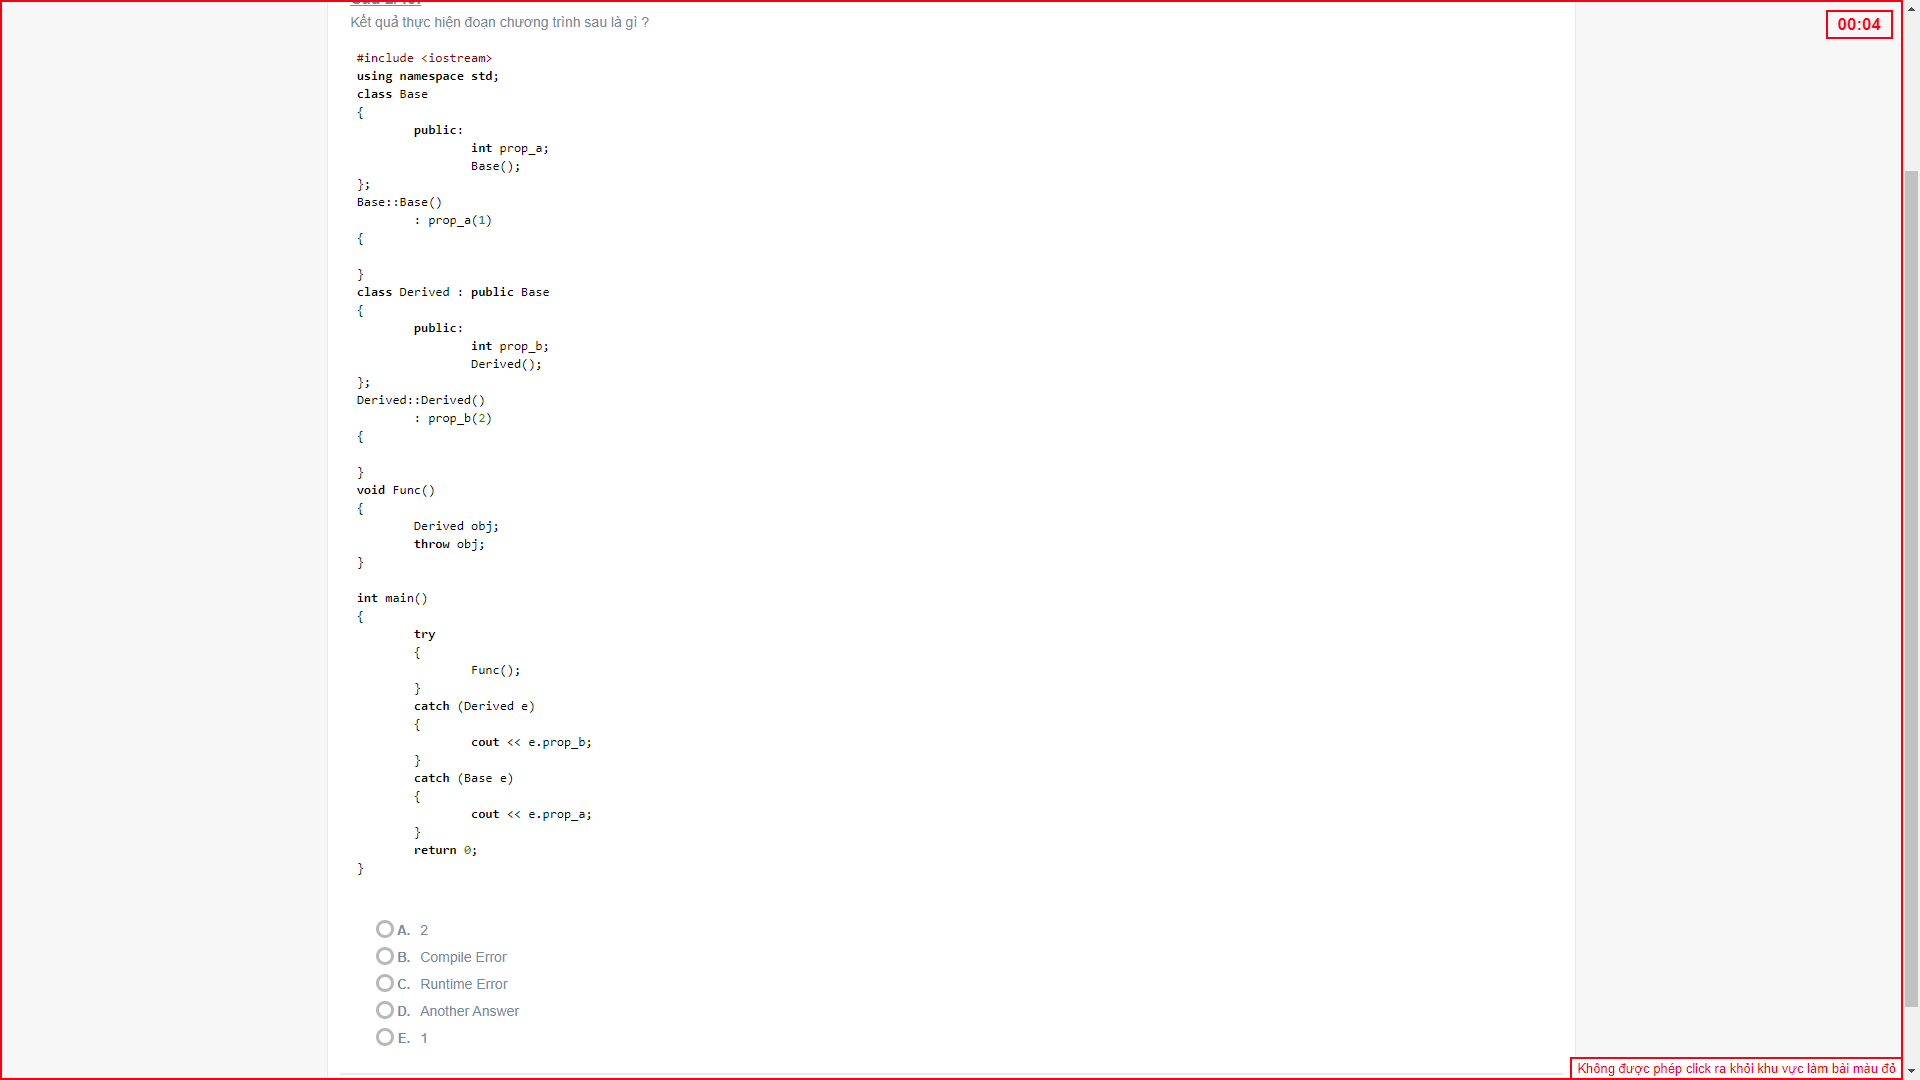 Kết quả thực hiện đoạn chương trình sau là gì ?
00:04
#include <iostream>
using namespace std;
class Base
{
public:
int prop_a;
Base();
};
Base::Base()
: prop_a(1)
{
}
class Derived : public Base
{
public:
int prop_b;
Derived();
};
Derived::Derived()
: prop_b(2)
{
}
void Func()
{
Derived obj;
throw obj;
}
int main()
{
try
{
Func();
}
catch (Derived e)
{
cout << e.prop_b;
}
catch (Base e)
{
cout << e.prop_a;
}
return 0;
}
A. 2
B. Compile Error
C. Runtime Error
D. Another Answer
E. 1
Không được phép click ra khỏi khu vực làm bài màu đỏ